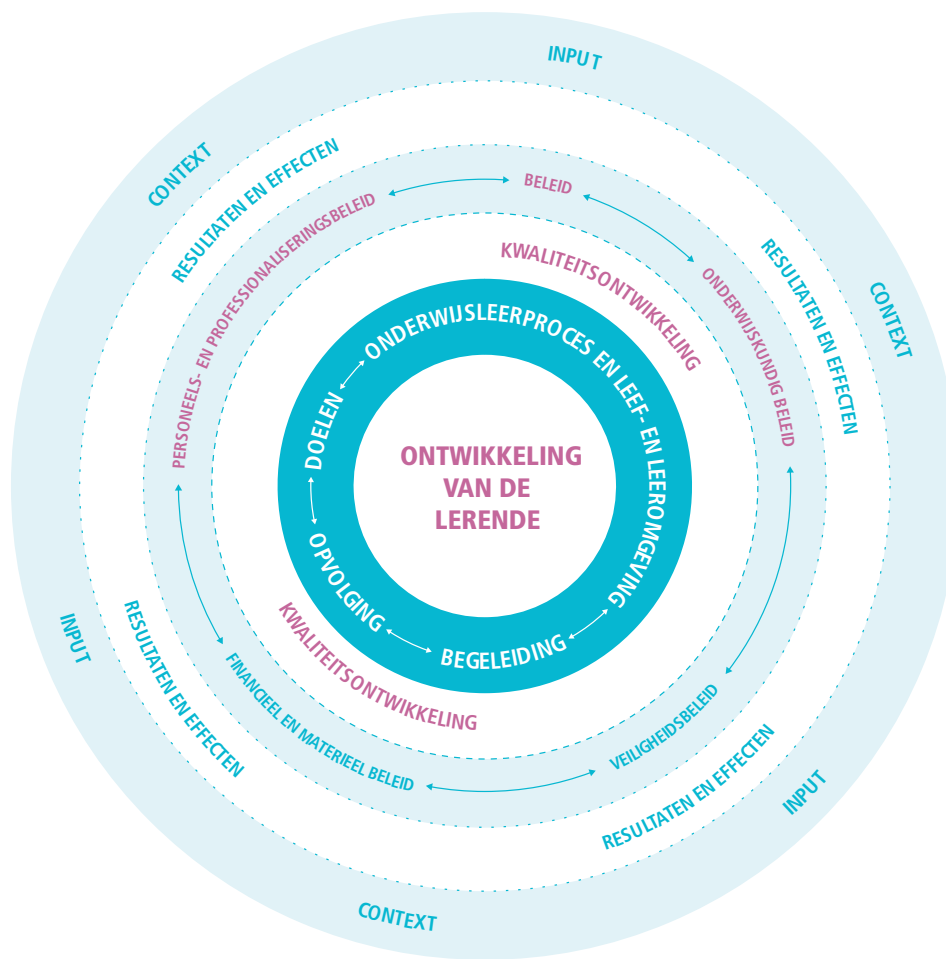 INPUT
CONTEXT
RESULTATEN EN EFFECTEN
BELEID
PERSONEELS- EN PROFESSIONALISERINGSBELEID
KWALITEITSONTWIKKELING
ONDERWIJSKUNDIG BELEID
RESULTATEN EN EFFECTEN
CONTEXT
ONDERWIJSLEERPROCES EN LEEF- EN LEEROMGEVING
DOELEN
ONTWIKKELING
VAN DE
LERENDE
OPVOLGING
BEGELEIDING
KWALITEITSONTWIKKELING
INPUT
RESULTATEN EN EFFECTEN
FINANCIEEL EN MATERIEEL BELEID
VEILIGHEIDSBELEID
RESULTATEN EN EFFECTEN
INPUT
CONTEXT